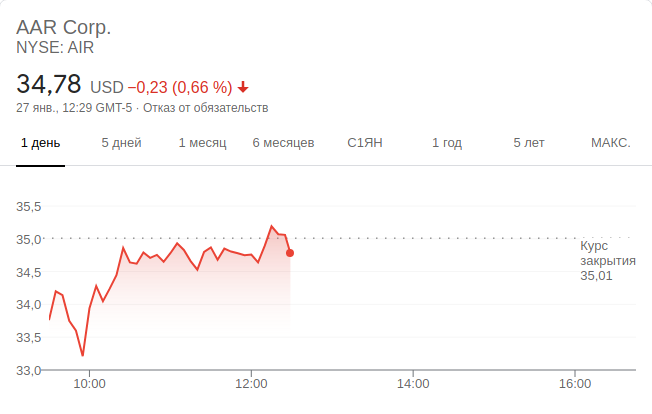 AAR Corp.
NYSE: AIR
34,78 USD −0,23 (0,66 %)
27 янв., 12:29 GMT-5 · Отказ от обязательств
1 день 5 дней 1 месяц 6 месяцев С1ЯН 1 год 5 лет МАКС.
35,5
35,0
Курс
закрытия
35,01
34,5
34,0
33,5
33,0
10:00 12:00 14:00 16:00